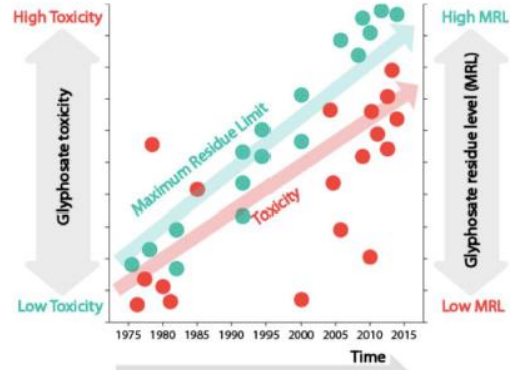 High Toxicity
High MRL
Glyphosate toxicity
Maximum Residue Limit
Toxicity
Glyphosate residue level (MRL)
Low Toxicity
Low MRL
1975 1980 1985 1990 1995 2000 2005 2010 2015
Time